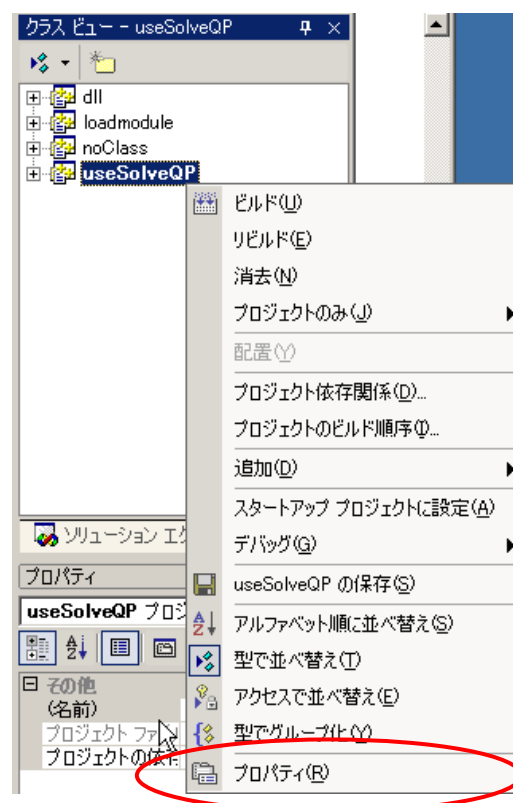 クラス ビュー - useSolveQP
dll
loadmodule
noClass
useSolveQP
ビルド(U)
リビルド(E)
消去(N)
プロジェクトのみ(J)
配置(Y)
プロジェクト依存関係(D)...
プロジェクトのビルド順序(I)...
追加(D)
スタートアップ プロジェクトに設定(A)
デバッグ(G)
useSolveQP の保存(S)
アルファベット順に並べ替え(S)
型で並べ替え(T)
アクセスで並べ替え(E)
型でグループ化(Y)
プロパティ(R)
ソリューション エク
プロパティ
useSolveQP プロジ
その他
(名前)
プロジェクト ファイ
プロジェクトの依存